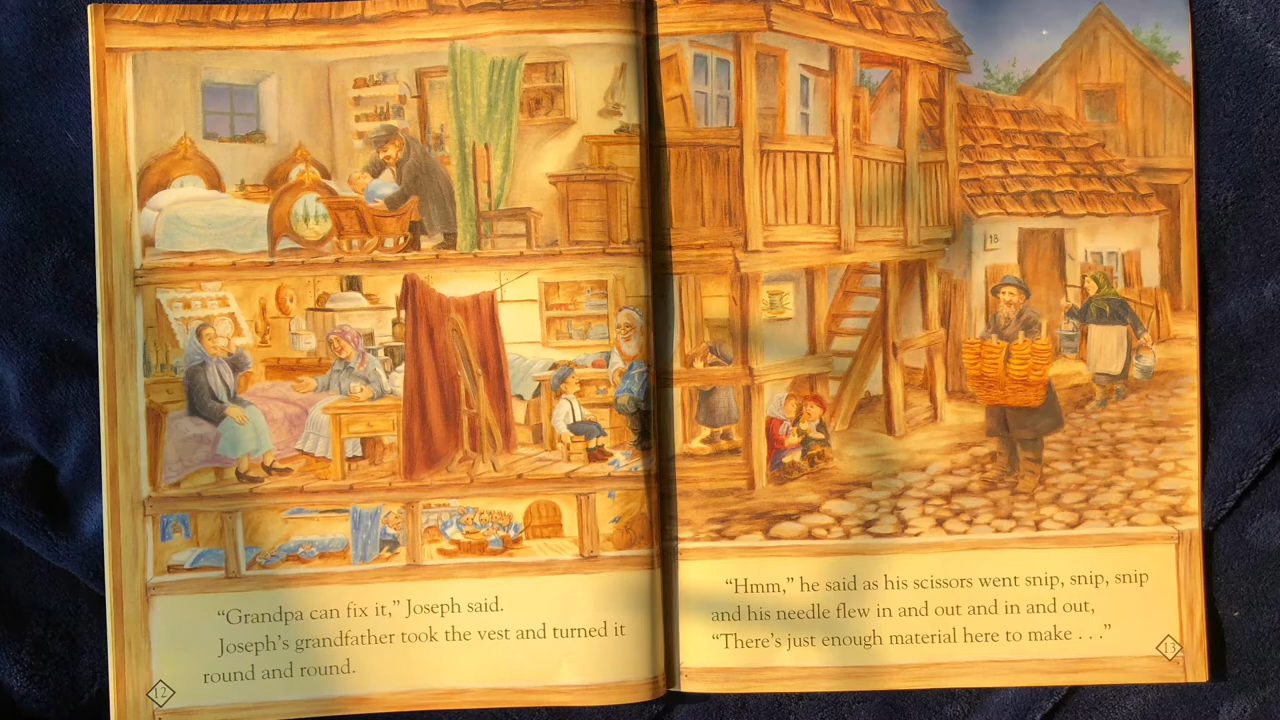 “Grandpa can fix it,” Joseph said.
Joseph’s grandfather took the vest and turned it
round and round.
12
18
“Hmm,” he said as his scissors went snip, snip, snip
and his needle flew in and out and in and out,
“There’s just enough material here to make . . .”
13